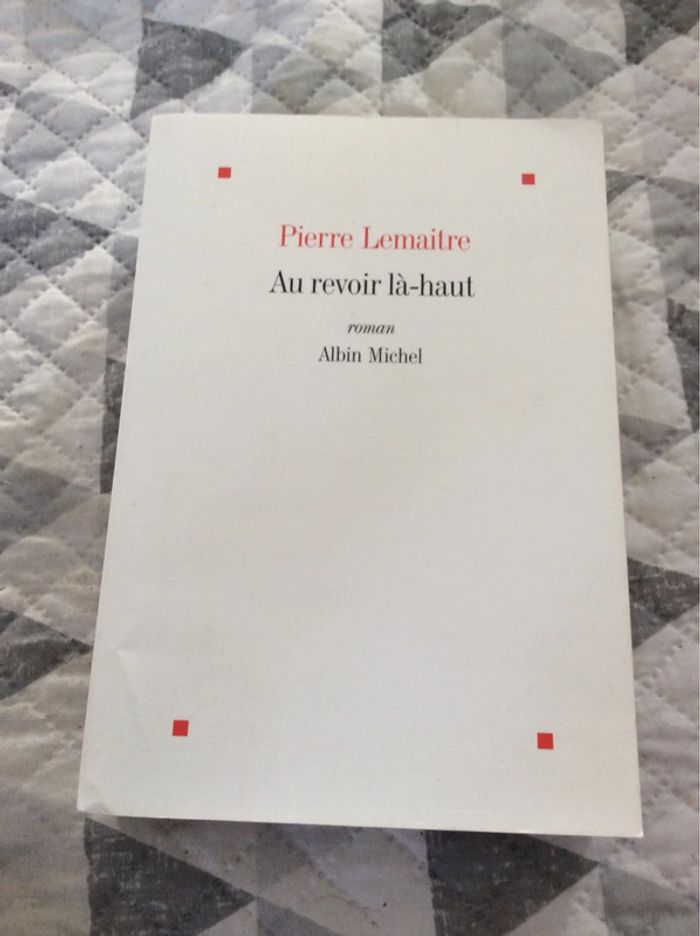 Pierre Lemaitre
Au revoir là-haut
roman
Albin Michel